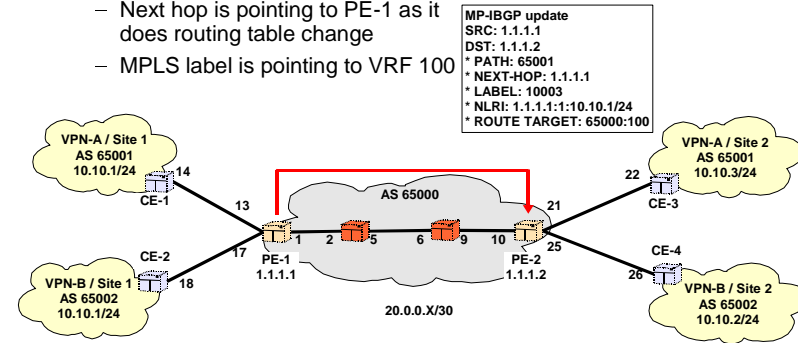 – Next hop is pointing to PE-1 as it
does routing table change
– MPLS label is pointing to VRF 100
MP-IBGP update
SRC: 1.1.1.1
DST: 1.1.1.2
* PATH: 65001
* NEXT-HOP: 1.1.1.1
* LABEL: 10003
* NLRI: 1.1.1.1:1:10.10.1/24
* ROUTE TARGET: 65000:100
VPN-A / Site 1
AS 65001
10.10.1/24
14
CE-1
13
AS 65000
VPN-A / Site 2
AS 65001
10.10.3/24
22
CE-3
21
1
2
5
6
9
10
25
17
PE-1
1.1.1.1
PE-2
1.1.1.2
CE-2
18
VPN-B / Site 1
AS 65002
10.10.1/24
CE-4
26
VPN-B / Site 2
AS 65002
10.10.2/24
20.0.0.X/30